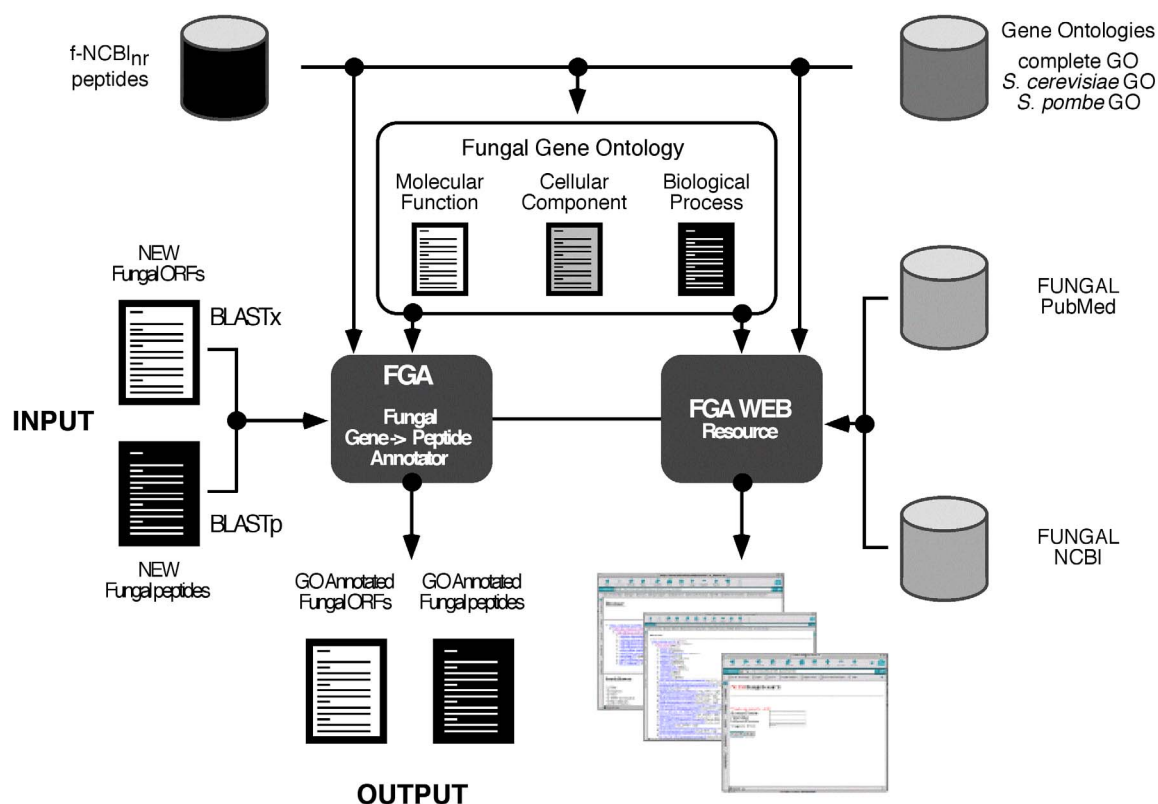 f-NCBInr
peptides
Gene Ontologies
complete GO
S. cerevisiae GO
S. pombe GO
Fungal Gene Ontology
Molecular
Function
Cellular
Component
Biological
Process
NEW
Fungal ORFs
BLASTx
FUNGAL
PubMed
INPUT
FGA
Fungal
Gene -> Peptide
Annotator
FGA WEB
Resource
BLASTp
NEW
Fungal peptides
FUNGAL
NCBI
GO Annotated
Fungal ORFs
GO Annotated
Fungal peptides
OUTPUT